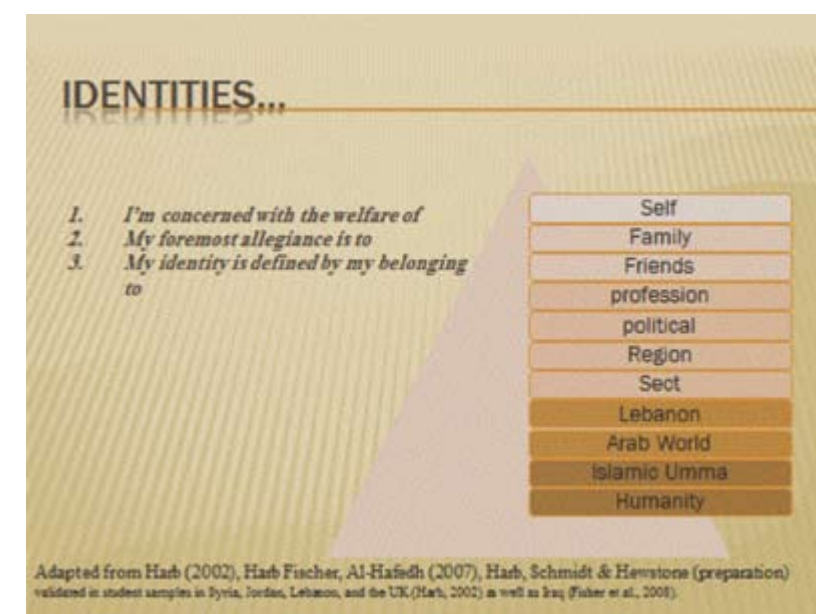 IDENTITIES...
1. I'm concerned with the welfare of
2. My foremost allegiance is to
3. My identity is defined by my belonging
to
Self
Family
Friends
profession
political
Region
Sect
Lebanon
Arab World
Islamic Umma
Humanity
Adapted from Harb (2002), Harb Fischer, Al-Hafedh (2007), Harb, Schmidt & Hewstone (preparation)
validated in student samples in Syria, Jordan, Lebanon, and the UK (Harb, 2002) as well as Iraq (Fisher et al., 2008).